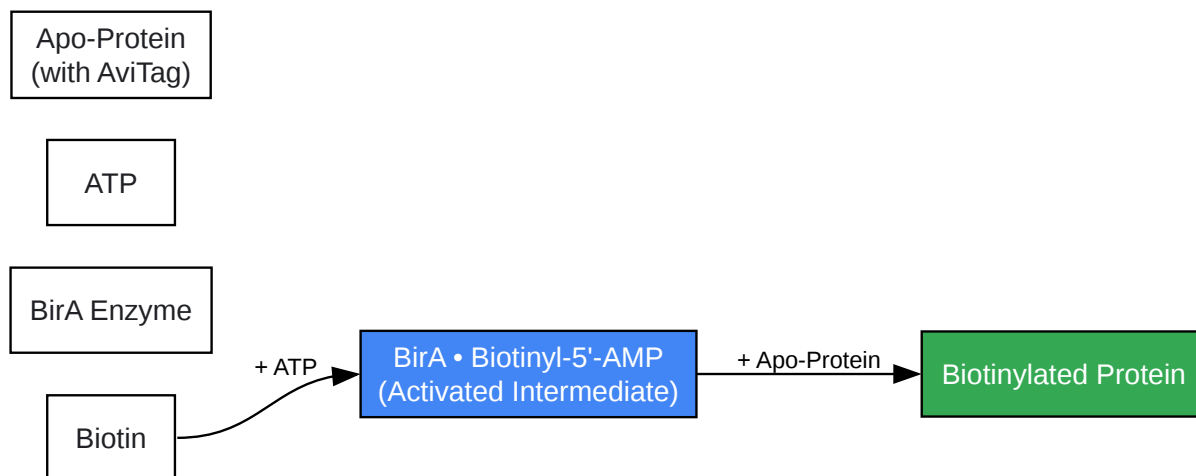 Apo-Protein
(with AviTag)
ATP
BirA Enzyme
Biotin
+ ATP
BirA • Biotinyl-5'-AMP
(Activated Intermediate)
+ Apo-Protein
Biotinylated Protein